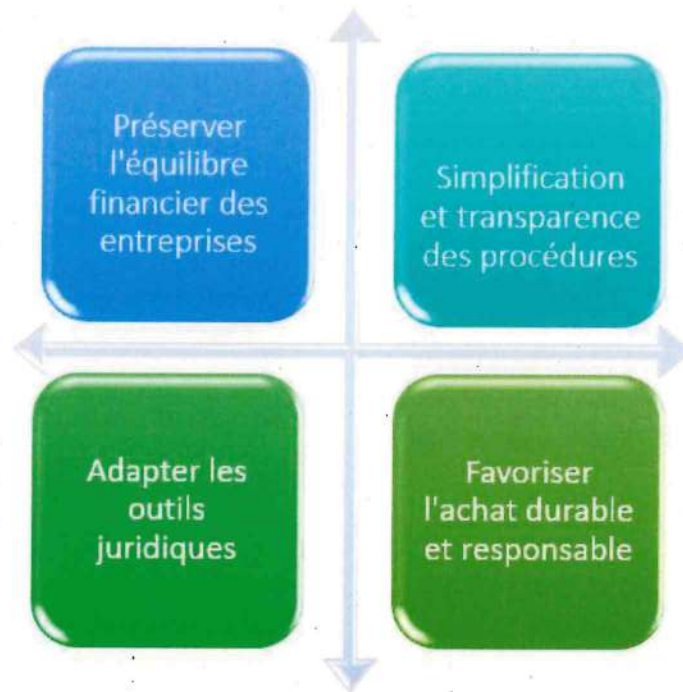 Préserver
l'équilibre
financier des
entreprises
Simplification
et transparence
des procédures
Adapter les
outils
juridiques
Favoriser
l'achat durable
et responsable